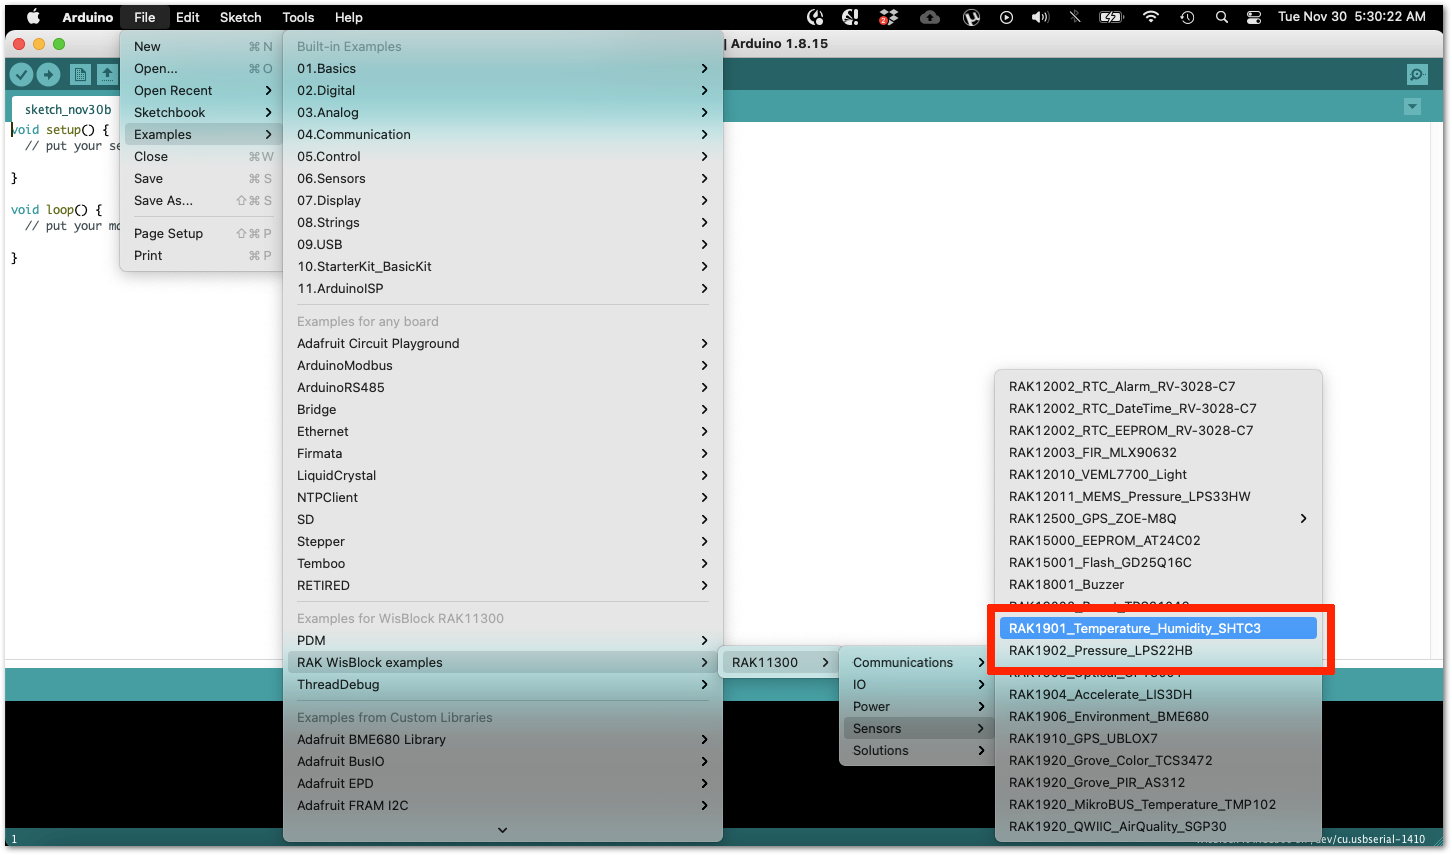 Arduino File Edit Sketch Tools Help
Tue Nov 30 5:30:22 AM
| Arduino 1.8.15
sketch_nov30b
void setup() {
// put your se
}
void loop() {
// put your mo
}
New ⌘ N
Open... ⌘ O
Open Recent
Sketchbook
Examples
Close ⌘ W
Save ⌘ S
Save As... ⇧ ⌘ S
Page Setup ⇧ ⌘ P
Print ⌘ P
Built-in Examples
01.Basics
02.Digital
03.Analog
04.Communication
05.Control
06.Sensors
07.Display
08.Strings
09.USB
10.StarterKit_BasicKit
11.ArduinoISP
Examples for any board
Adafruit Circuit Playground
ArduinoModbus
ArduinoRS485
Bridge
Ethernet
Firmata
LiquidCrystal
NTPClient
SD
Stepper
Temboo
RETIRED
Examples for WisBlock RAK11300
PDM
RAK WisBlock examples
ThreadDebug
Examples from Custom Libraries
Adafruit BME680 Library
Adafruit BusIO
Adafruit EPD
Adafruit FRAM I2C
RAK11300
Communications
IO
Power
Sensors
Solutions
RAK12002_RTC_Alarm_RV-3028-C7
RAK12002_RTC_DateTime_RV-3028-C7
RAK12002_RTC_EEPROM_RV-3028-C7
RAK12003_FIR_MLX90632
RAK12010_VEML7700_Light
RAK12011_MEMS_Pressure_LPS33HW
RAK12500_GPS_ZOE-M8Q
RAK15000_EEPROM_AT24C02
RAK15001_Flash_GD25Q16C
RAK18001_Buzzer
RAK1901_Temperature_Humidity_SHTC3
RAK1902_Pressure_LPS22HB
RAK1904_Accelerate_LIS3DH
RAK1906_Environment_BME680
RAK1910_GPS_UBLOX7
RAK1920_Grove_Color_TCS3472
RAK1920_Grove_PIR_AS312
RAK1920_MikroBUS_Temperature_TMP102
RAK1920_QWIIC_AirQuality_SGP30
1
/dev/cu.usbserial-1410